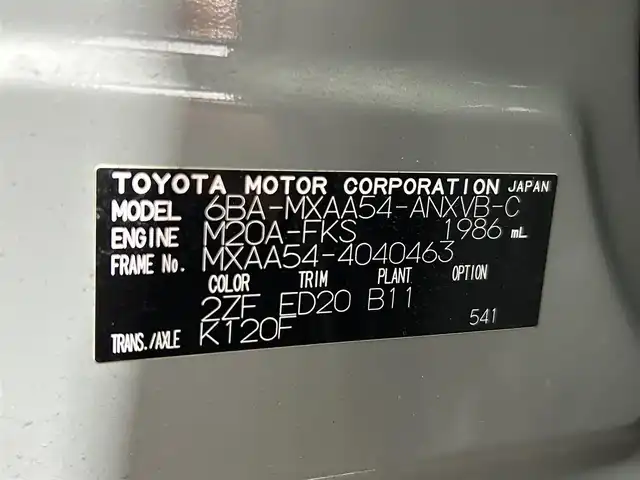 TOYOTA MOTOR CORPORATION JAPAN
MODEL 6BA-MXAA54-ANXVB-C
ENGINE M20A-FKS 1986 mL
FRAME No. MXAA54-4040463
COLOR TRIM PLANT OPTION
2ZF ED20 B11
TRANS./AXLE K120F 541